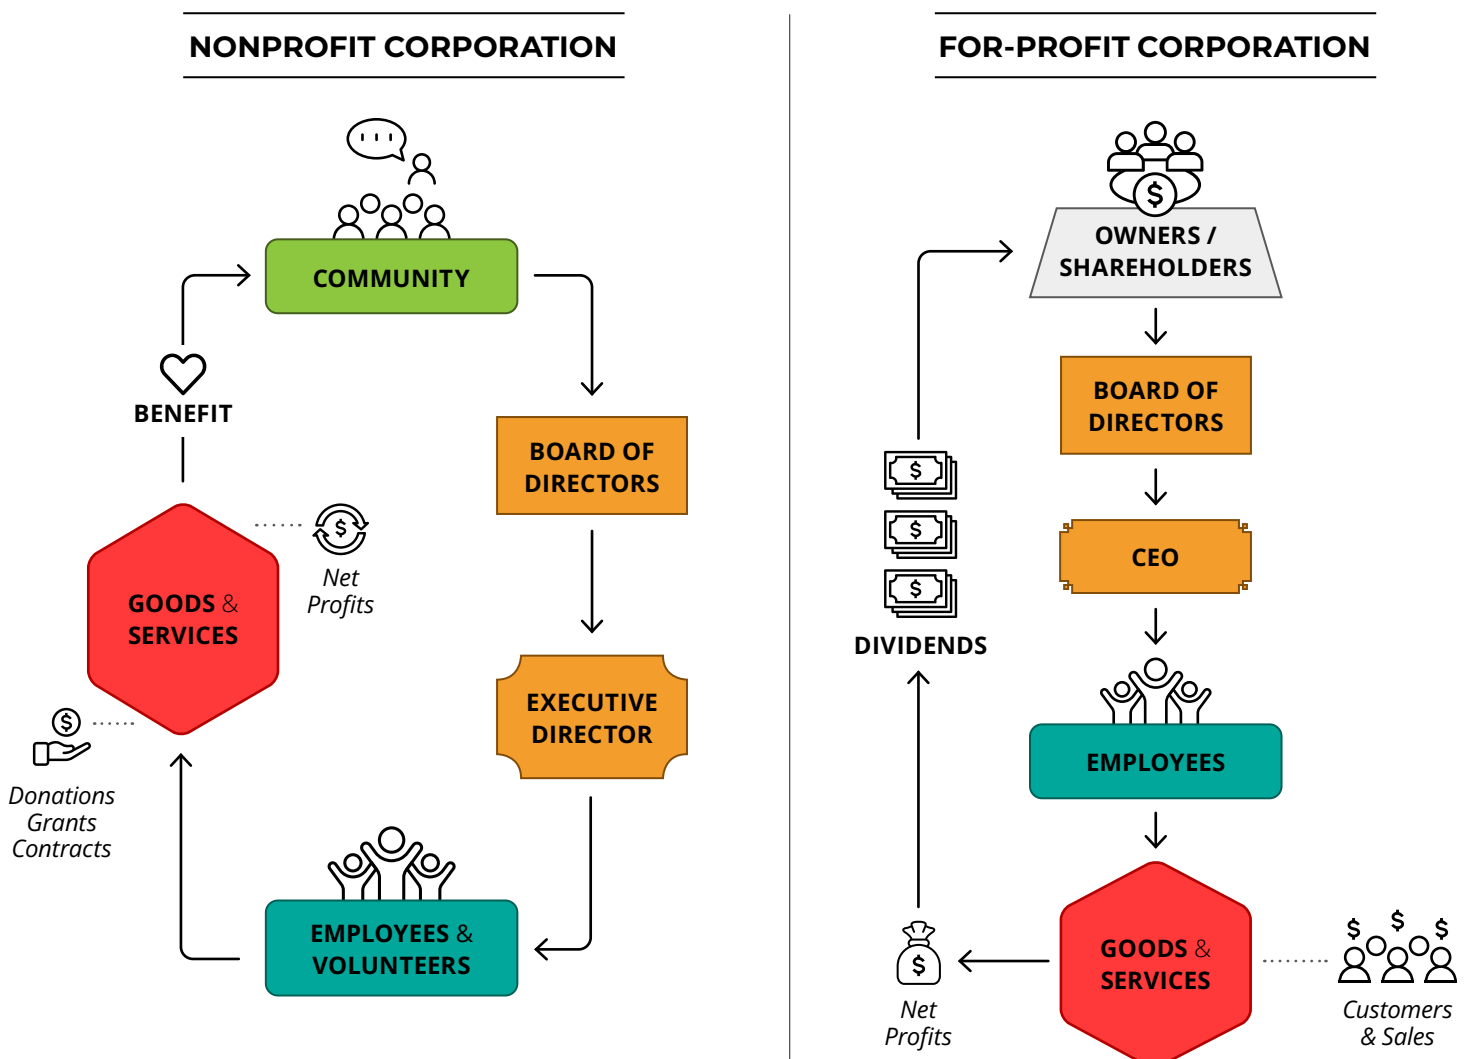 NONPROFIT CORPORATION
COMMUNITY
BENEFIT
BOARD OF
DIRECTORS
GOODS &
SERVICES
$
Net
Profits
EXECUTIVE
DIRECTOR
$
Donations
Grants
Contracts
EMPLOYEES &
VOLUNTEERS
FOR-PROFIT CORPORATION
$
OWNERS /
SHAREHOLDERS
BOARD OF
DIRECTORS
CEO
$
$
$
DIVIDENDS
EMPLOYEES
GOODS &
SERVICES
$
Net
Profits
$ $ $
Customers
& Sales